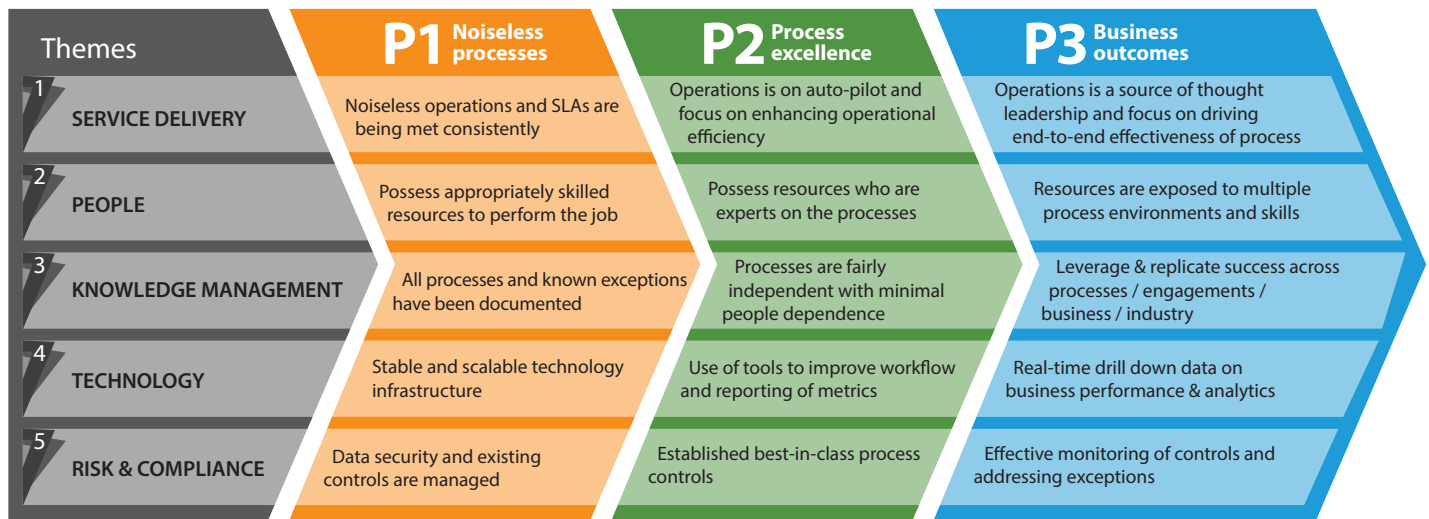 Themes
P1 Noiseless
processes
P2 Process
excellence
P3 Business
outcomes
1
SERVICE DELIVERY
Noiseless operations and SLAs are
being met consistently
Operations is on auto-pilot and
focus on enhancing operational
efficiency
Operations is a source of thought
leadership and focus on driving
end-to-end effectiveness of process
2
PEOPLE
Possess appropriately skilled
resources to perform the job
Possess resources who are
experts on the processes
Resources are exposed to multiple
process environments and skills
3
KNOWLEDGE MANAGEMENT
All processes and known exceptions
have been documented
Processes are fairly
independent with minimal
people dependence
Leverage & replicate success across
processes / engagements /
business / industry
4
TECHNOLOGY
Stable and scalable technology
infrastructure
Use of tools to improve workflow
and reporting of metrics
Real-time drill down data on
business performance & analytics
5
RISK & COMPLIANCE
Data security and existing
controls are managed
Established best-in-class process
controls
Effective monitoring of controls and
addressing exceptions